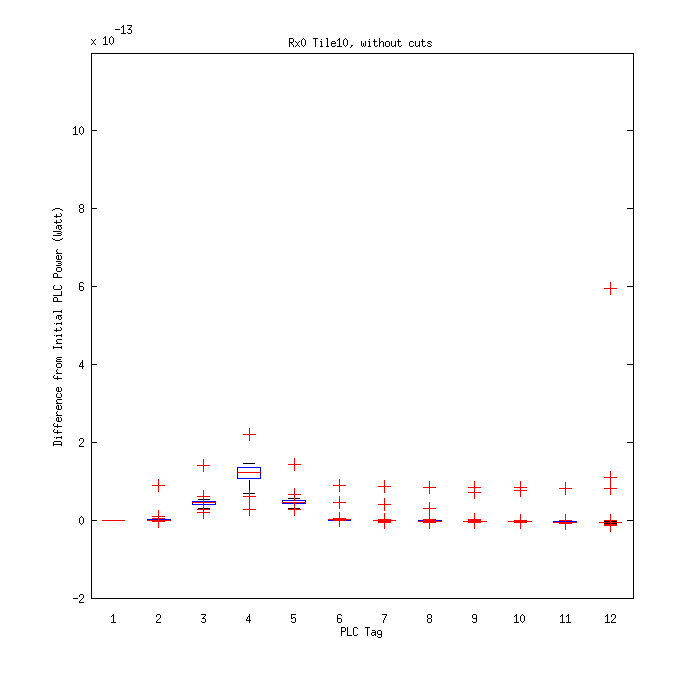 x 10-13
Rx0 Tile10, without cuts
10
8
6
4
2
0
-2
Difference from Initial PLC Power (Watt)
1 2 3 4 5 6 7 8 9 10 11 12
PLC Tag